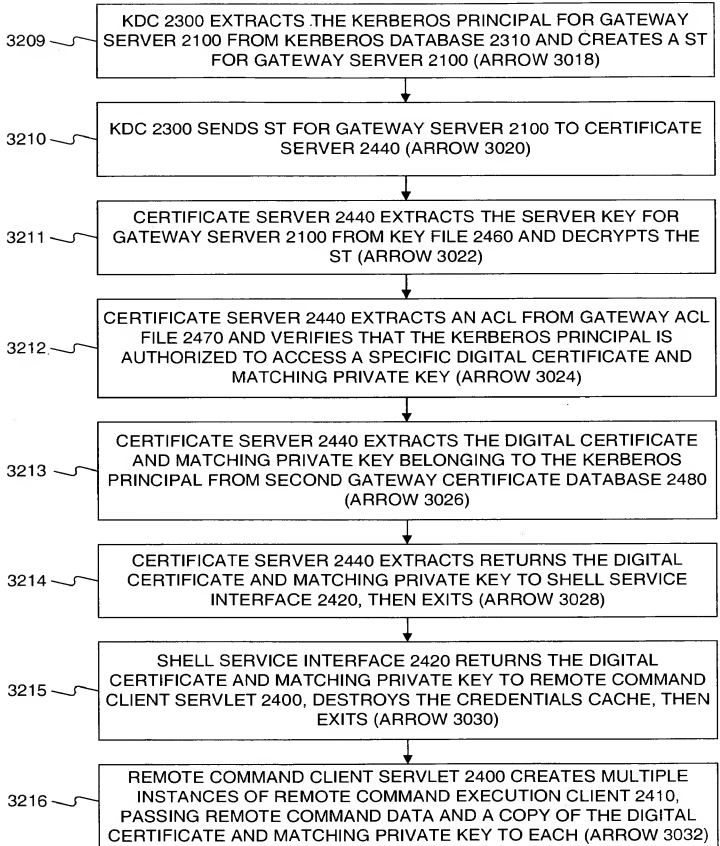 3209
KDC 2300 EXTRACTS THE KERBEROS PRINCIPAL FOR GATEWAY
SERVER 2100 FROM KERBEROS DATABASE 2310 AND CREATES A ST
FOR GATEWAY SERVER 2100 (ARROW 3018)
3210
KDC 2300 SENDS ST FOR GATEWAY SERVER 2100 TO CERTIFICATE
SERVER 2440 (ARROW 3020)
3211
CERTIFICATE SERVER 2440 EXTRACTS THE SERVER KEY FOR
GATEWAY SERVER 2100 FROM KEY FILE 2460 AND DECRYPTS THE
ST (ARROW 3022)
3212
CERTIFICATE SERVER 2440 EXTRACTS AN ACL FROM GATEWAY ACL
FILE 2470 AND VERIFIES THAT THE KERBEROS PRINCIPAL IS
AUTHORIZED TO ACCESS A SPECIFIC DIGITAL CERTIFICATE AND
MATCHING PRIVATE KEY (ARROW 3024)
3213
CERTIFICATE SERVER 2440 EXTRACTS THE DIGITAL CERTIFICATE
AND MATCHING PRIVATE KEY BELONGING TO THE KERBEROS
PRINCIPAL FROM SECOND GATEWAY CERTIFICATE DATABASE 2480
(ARROW 3026)
3214
CERTIFICATE SERVER 2440 EXTRACTS RETURNS THE DIGITAL
CERTIFICATE AND MATCHING PRIVATE KEY TO SHELL SERVICE
INTERFACE 2420, THEN EXITS (ARROW 3028)
3215
SHELL SERVICE INTERFACE 2420 RETURNS THE DIGITAL
CERTIFICATE AND MATCHING PRIVATE KEY TO REMOTE COMMAND
CLIENT SERVLET 2400, DESTROYS THE CREDENTIALS CACHE, THEN
EXITS (ARROW 3030)
3216
REMOTE COMMAND CLIENT SERVLET 2400 CREATES MULTIPLE
INSTANCES OF REMOTE COMMAND EXECUTION CLIENT 2410,
PASSING REMOTE COMMAND DATA AND A COPY OF THE DIGITAL
CERTIFICATE AND MATCHING PRIVATE KEY TO EACH (ARROW 3032)